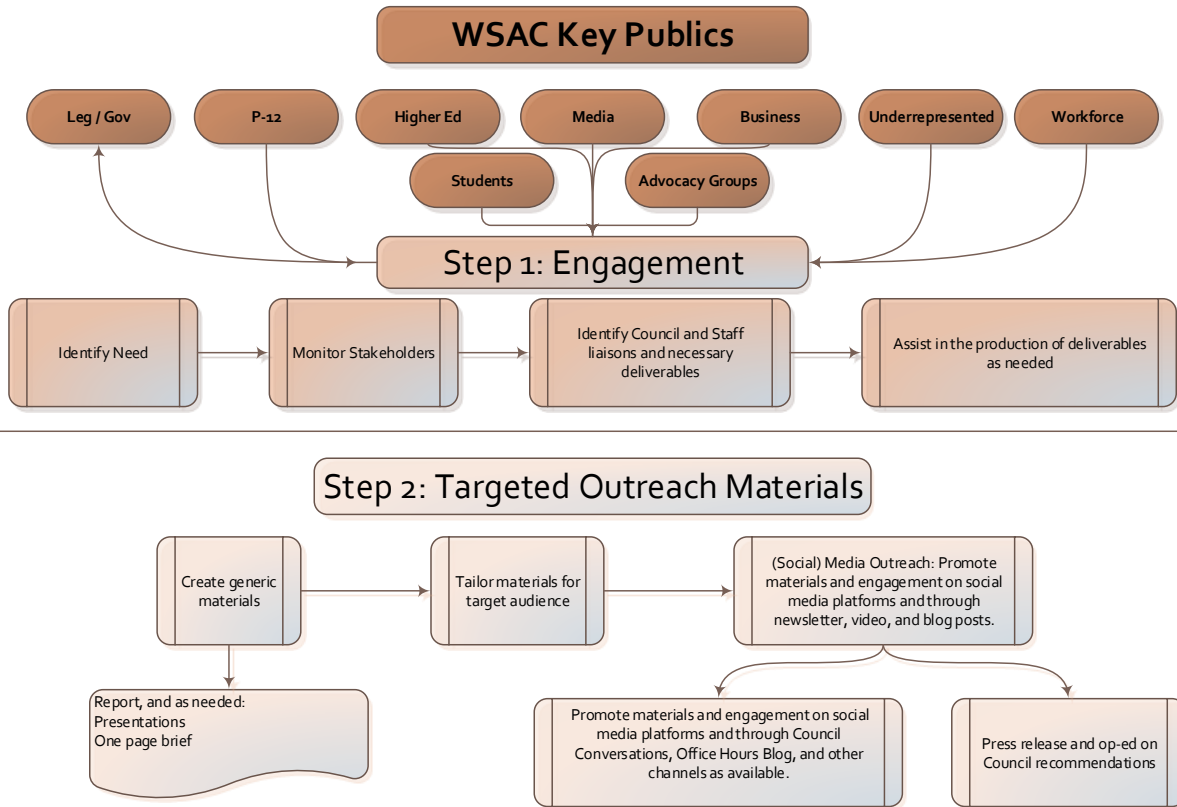 WSAC Key Publics
Leg / Gov
P-12
Higher Ed
Media
Business
Underrepresented
Workforce
Students
Advocacy Groups
Step 1: Engagement
Identify Need
Monitor Stakeholders
Identify Council and Staff
liaisons and necessary
deliverables
Assist in the production of deliverables
as needed
Step 2: Targeted Outreach Materials
Create generic
materials
Tailor materials for
target audience
(Social) Media Outreach: Promote
materials and engagement on social
media platforms and through
newsletter, video, and blog posts.
Report, and as needed:
Presentations
One page brief
Promote materials and engagement on social
media platforms and through Council
Conversations, Office Hours Blog, and other
channels as available.
Press release and op-ed on
Council recommendations